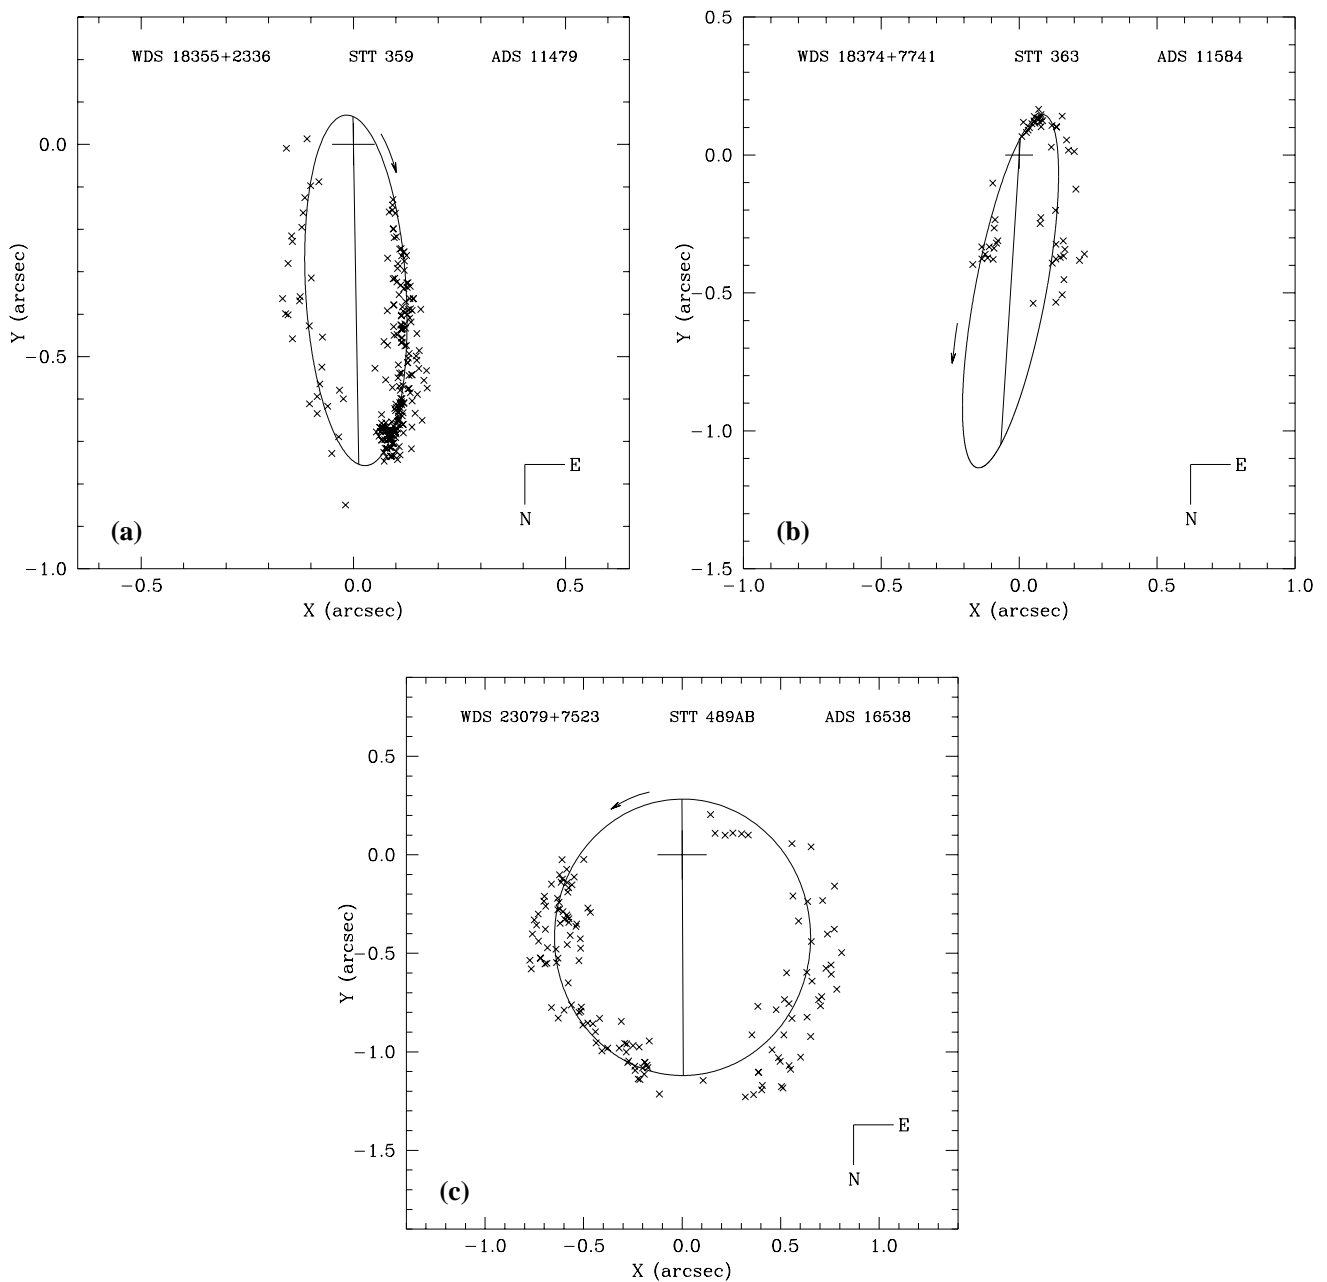 WDS 18355+2336 STT 359 ADS 11479
0.0
−0.5
−1.0
Y (arcsec)
−0.5 0.0 0.5
X (arcsec)
E
N
(a)
WDS 18374+7741 STT 363 ADS 11584
0.5
0.0
−0.5
−1.0
−1.5
Y (arcsec)
−1.0 −0.5 0.0 0.5 1.0
X (arcsec)
E
N
(b)
WDS 23079+7523 STT 489AB ADS 16538
0.5
0.0
−0.5
−1.0
−1.5
Y (arcsec)
−1.0 −0.5 0.0 0.5 1.0
X (arcsec)
E
N
(c)